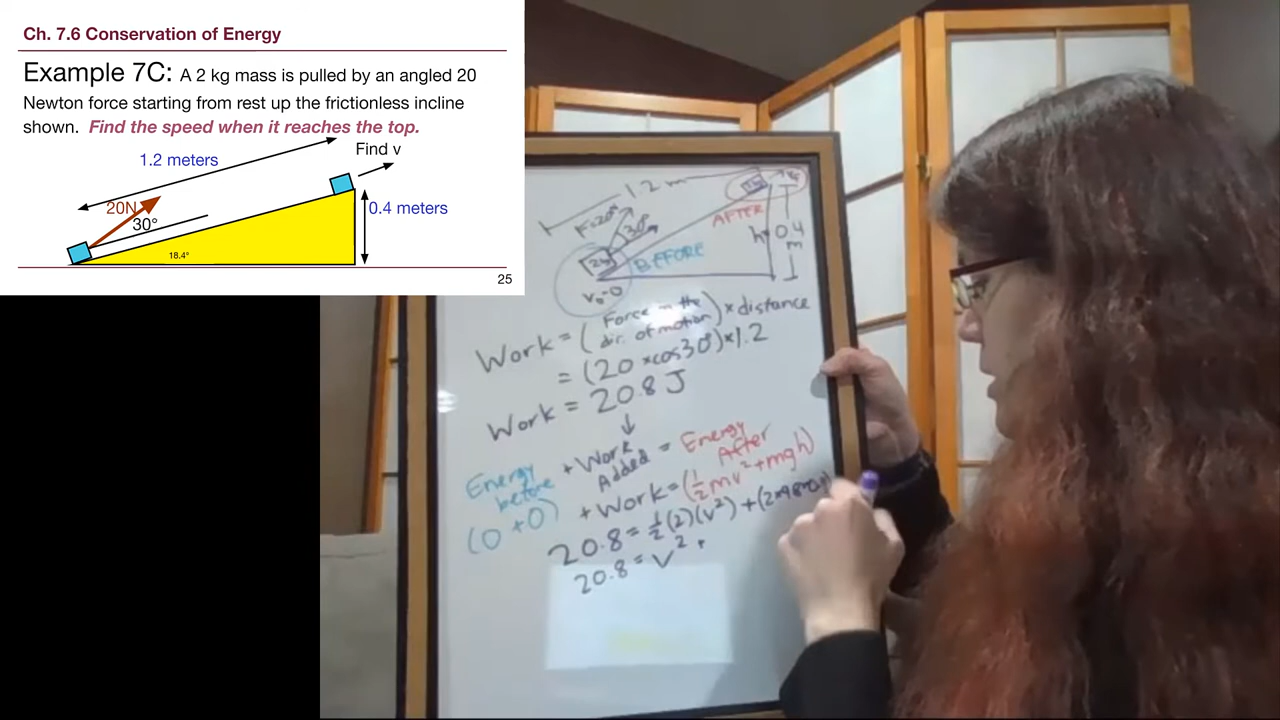 Ch. 7.6 Conservation of Energy
Example 7C: A 2 kg mass is pulled by an angled 20
Newton force starting from rest up the frictionless incline
shown. Find the speed when it reaches the top.
1.2 meters
Find v
20N
30°
0.4 meters
18.4°
25
1.2 m
F=20
30°
AFTER
h=0.4
m
BEFORE
v₀=0
Work = (Force in the dir. of motion) × distance
= (20 × cos30°) × 1.2
Work = 20.8 J
↓
Energy before + Work Added = Energy After
(0 + 0) + Work = (½mv² + mgh)
20.8 = ½(2)(v²) + (2×9.8×0.4)
20.8 = v²